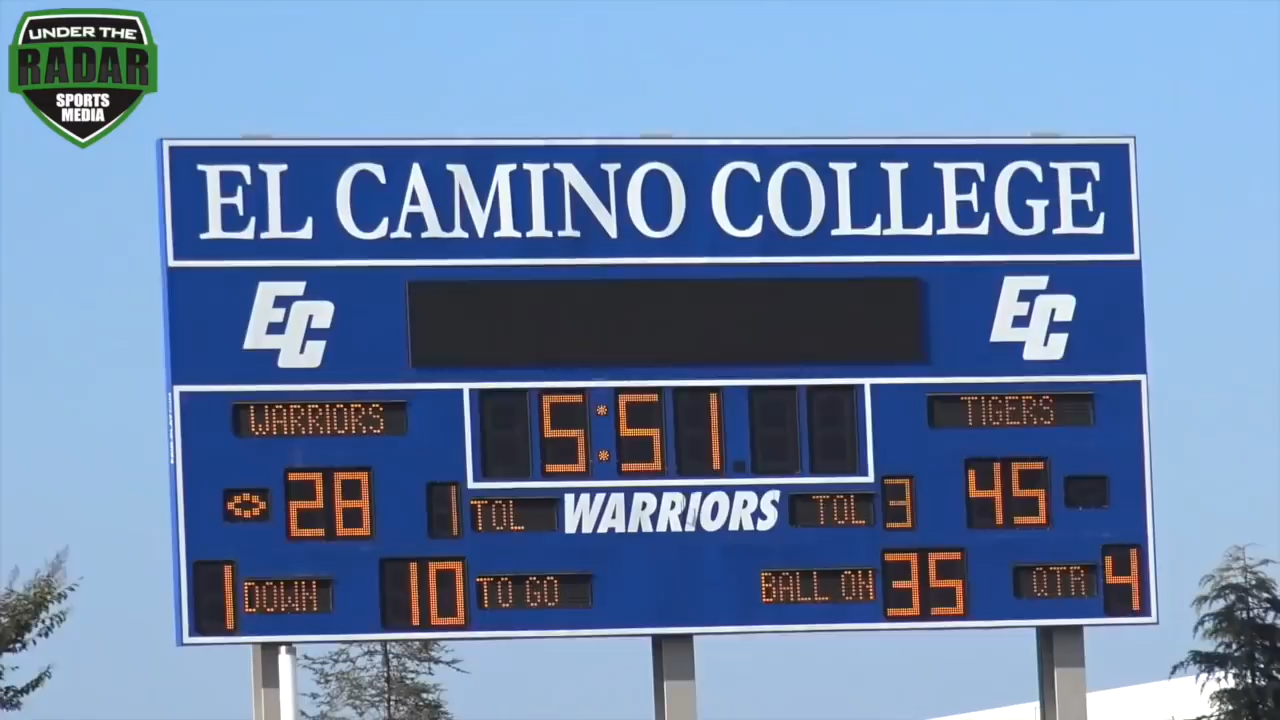 UNDER THE
RADAR
SPORTS
MEDIA
EL CAMINO COLLEGE
EC
EC
WARRIORS
5:51
TIGERS
28
1 TOL
WARRIORS
TOL 3
45
1 DOWN
10 TO GO
BALL ON 35
QTR 4